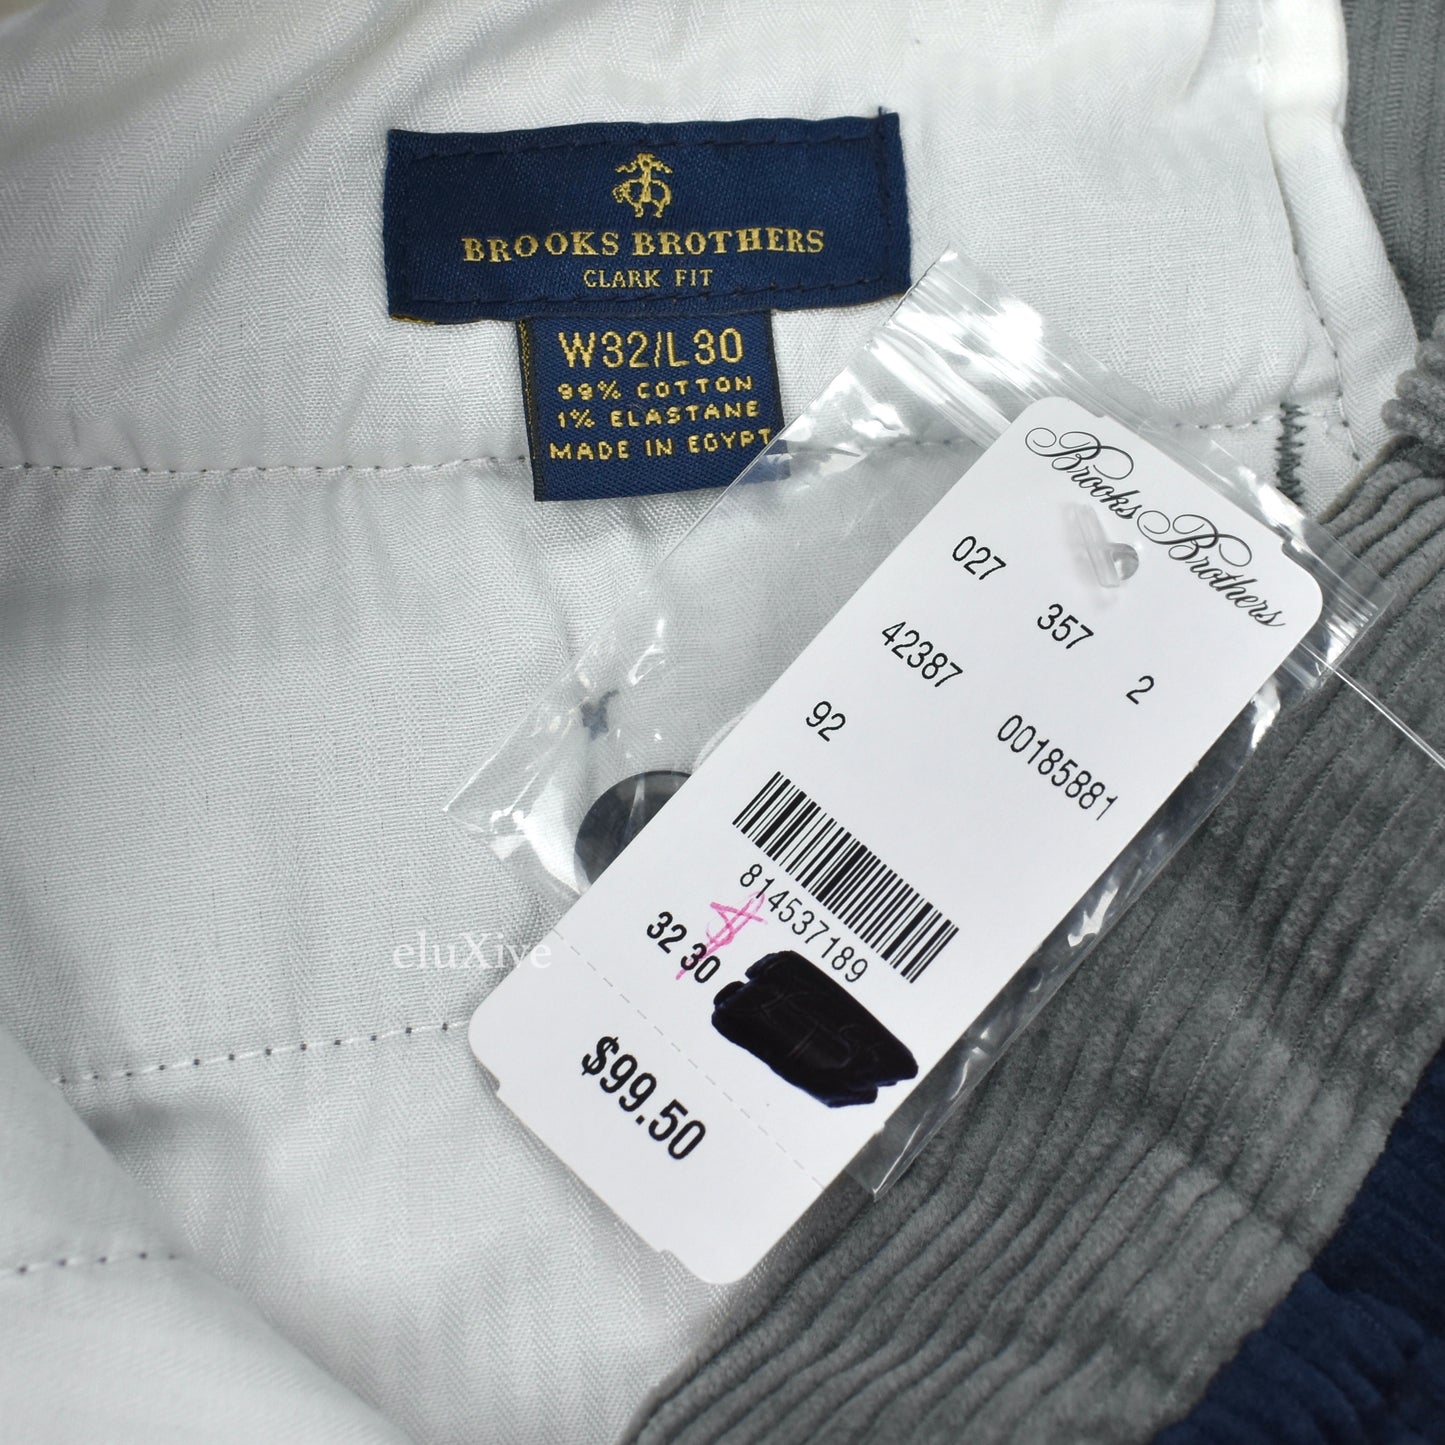 BROOKS BROTHERS
CLARK FIT
W32/L30
99% COTTON
1% ELASTANE
MADE IN EGYPT
Brooks Brothers
027 357 2
42387 00185881
92
814537189
32 30
$99.50
eluXive